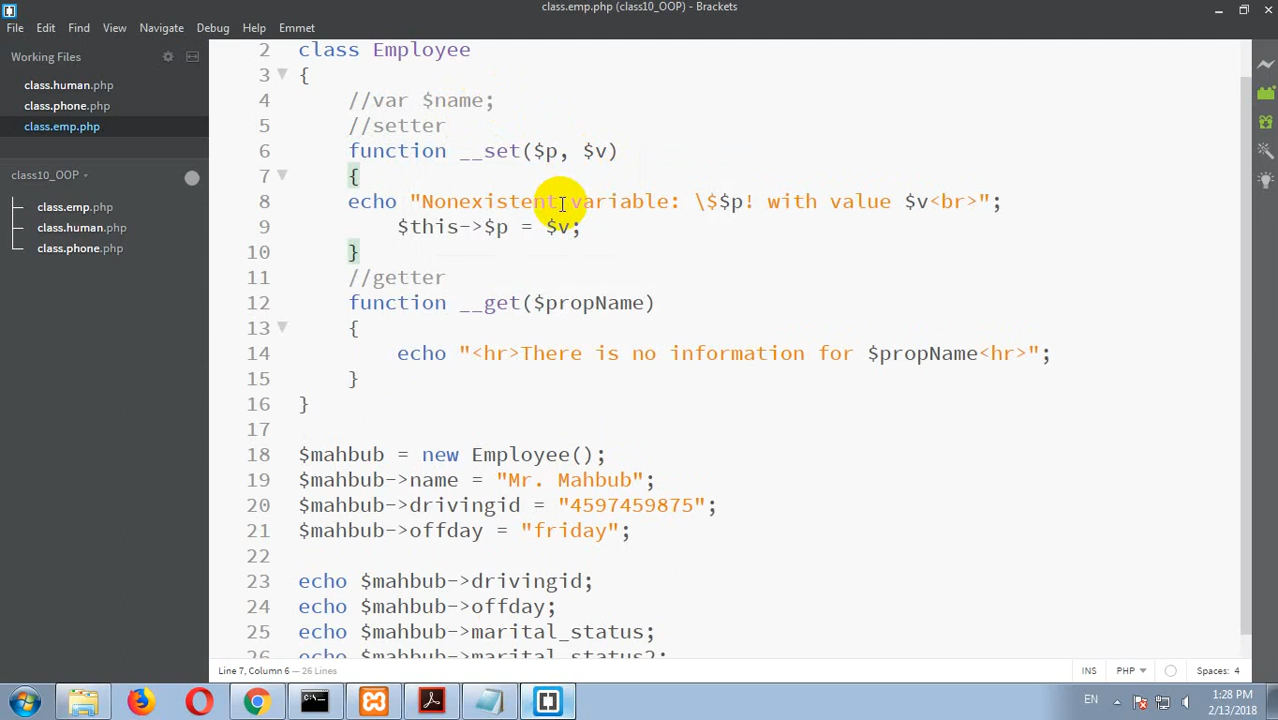 class.emp.php (class10_OOP) - Brackets
File Edit Find View Navigate Debug Help Emmet
Working Files
class.human.php
class.phone.php
class.emp.php
class10_OOP
class.emp.php
class.human.php
class.phone.php
2 class Employee
3 {
4 //var $name;
5 //setter
6 function __set($p, $v)
7 {
8 echo "Nonexistent variable: \$$p! with value $v<br>";
9 $this->$p = $v;
10 }
11 //getter
12 function __get($propName)
13 {
14 echo "<hr>There is no information for $propName<hr>";
15 }
16 }
17
18 $mahbub = new Employee();
19 $mahbub->name = "Mr. Mahbub";
20 $mahbub->drivingid = "4597459875";
21 $mahbub->offday = "friday";
22
23 echo $mahbub->drivingid;
24 echo $mahbub->offday;
25 echo $mahbub->marital_status;
26 echo $mahbub->marital_status2;
Line 7, Column 6 — 26 Lines
INS PHP Spaces: 4
EN 1:28 PM
2/13/2018